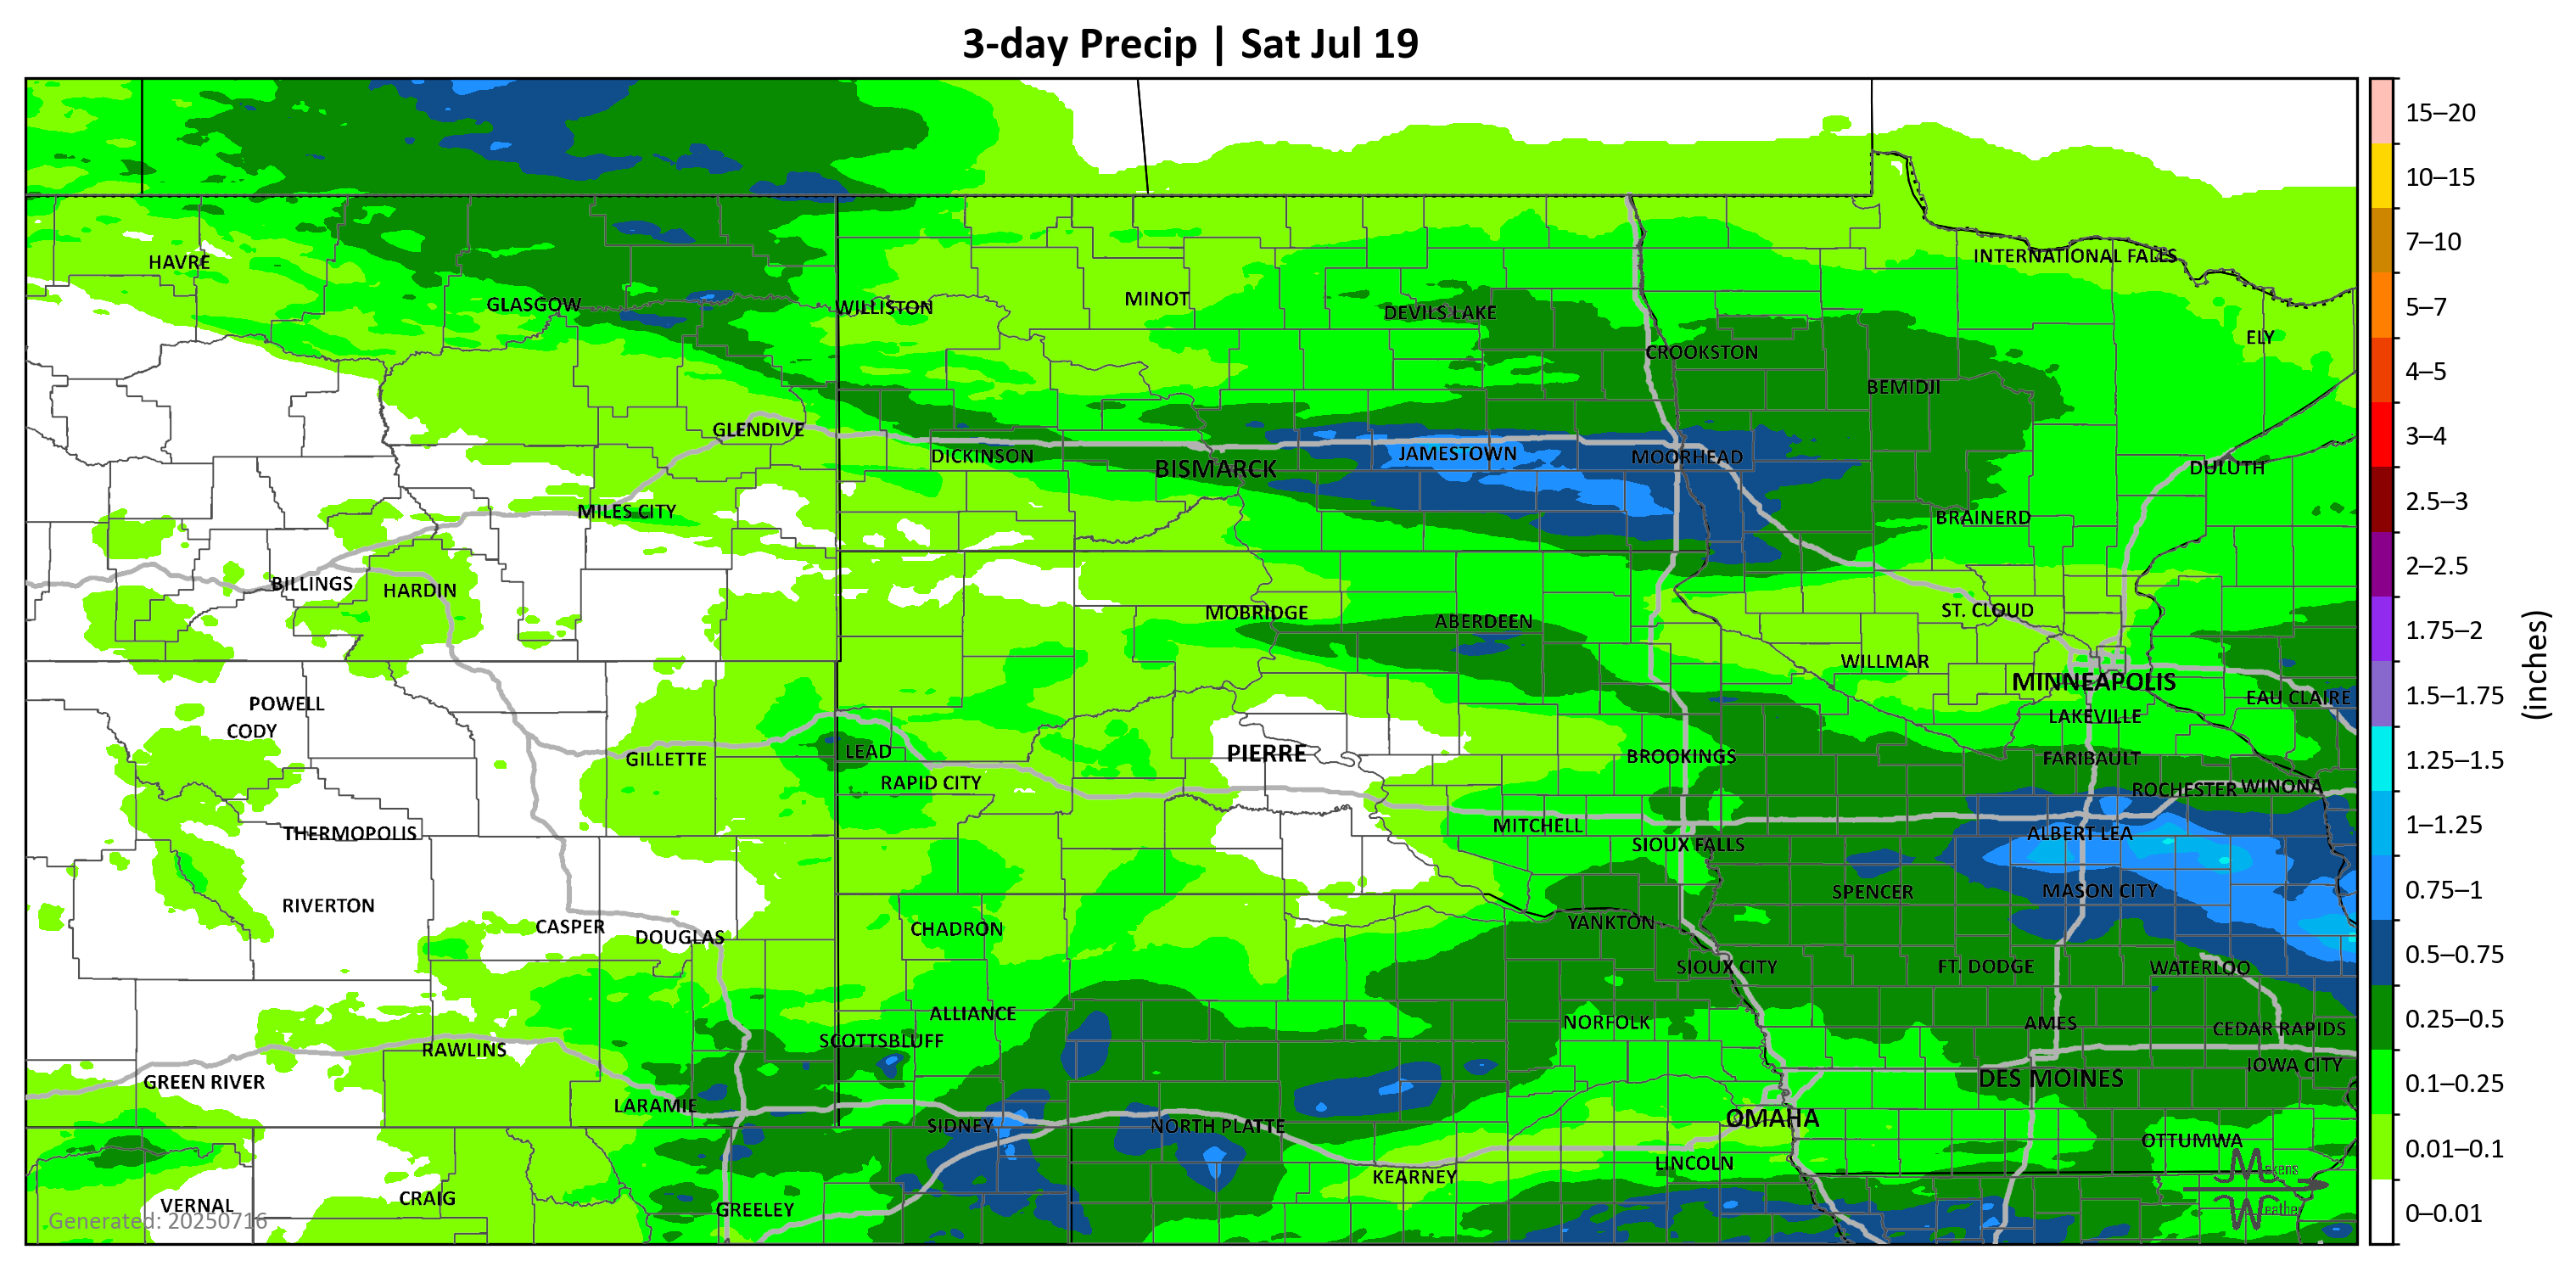 3-day Precip | Sat Jul 19
15–20
10–15
7–10
5–7
4–5
3–4
2.5–3
2–2.5
1.75–2
1.5–1.75
1.25–1.5
1–1.25
0.75–1
0.5–0.75
0.25–0.5
0.1–0.25
0.01–0.1
0–0.01
(inches)
HAVRE
INTERNATIONAL FALLS
GLASGOW
WILLISTON
MINOT
DEVILS LAKE
ELY
CROOKSTON
BEMIDJI
GLENDIVE
DICKINSON
BISMARCK
JAMESTOWN
MOORHEAD
DULUTH
MILES CITY
BRAINERD
BILLINGS
HARDIN
MOBRIDGE
ABERDEEN
ST. CLOUD
WILLMAR
MINNEAPOLIS
POWELL
EAU CLAIRE
CODY
LAKEVILLE
GILLETTE
LEAD
PIERRE
BROOKINGS
FARIBAULT
RAPID CITY
ROCHESTER
WINONA
THERMOPOLIS
MITCHELL
ALBERT LEA
SIOUX FALLS
RIVERTON
SPENCER
MASON CITY
CASPER
DOUGLAS
CHADRON
YANKTON
SIOUX CITY
FT. DODGE
WATERLOO
ALLIANCE
NORFOLK
AMES
CEDAR RAPIDS
SCOTTSBLUFF
RAWLINS
IOWA CITY
GREEN RIVER
DES MOINES
LARAMIE
SIDNEY
NORTH PLATTE
OMAHA
OTTUMWA
LINCOLN
KEARNEY
VERNAL
CRAIG
GREELEY
Generated: 20250716
Makens
Weather